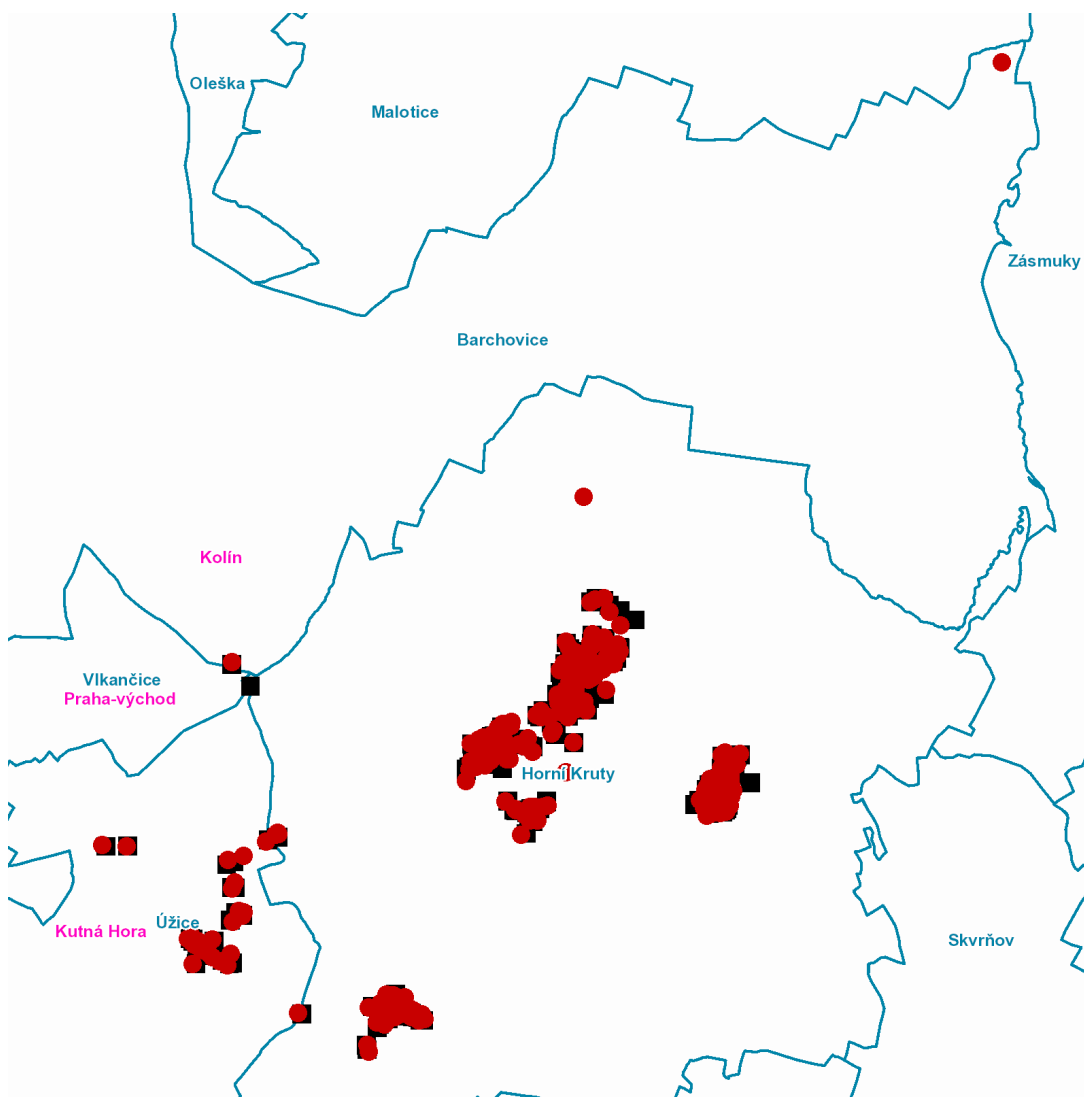 Oleška
Malotice
Zásmuky
Barchovice
Kolín
Vlkančice
Praha-východ
Horní Kruty
Úžice
Kutná Hora
Skvrňov